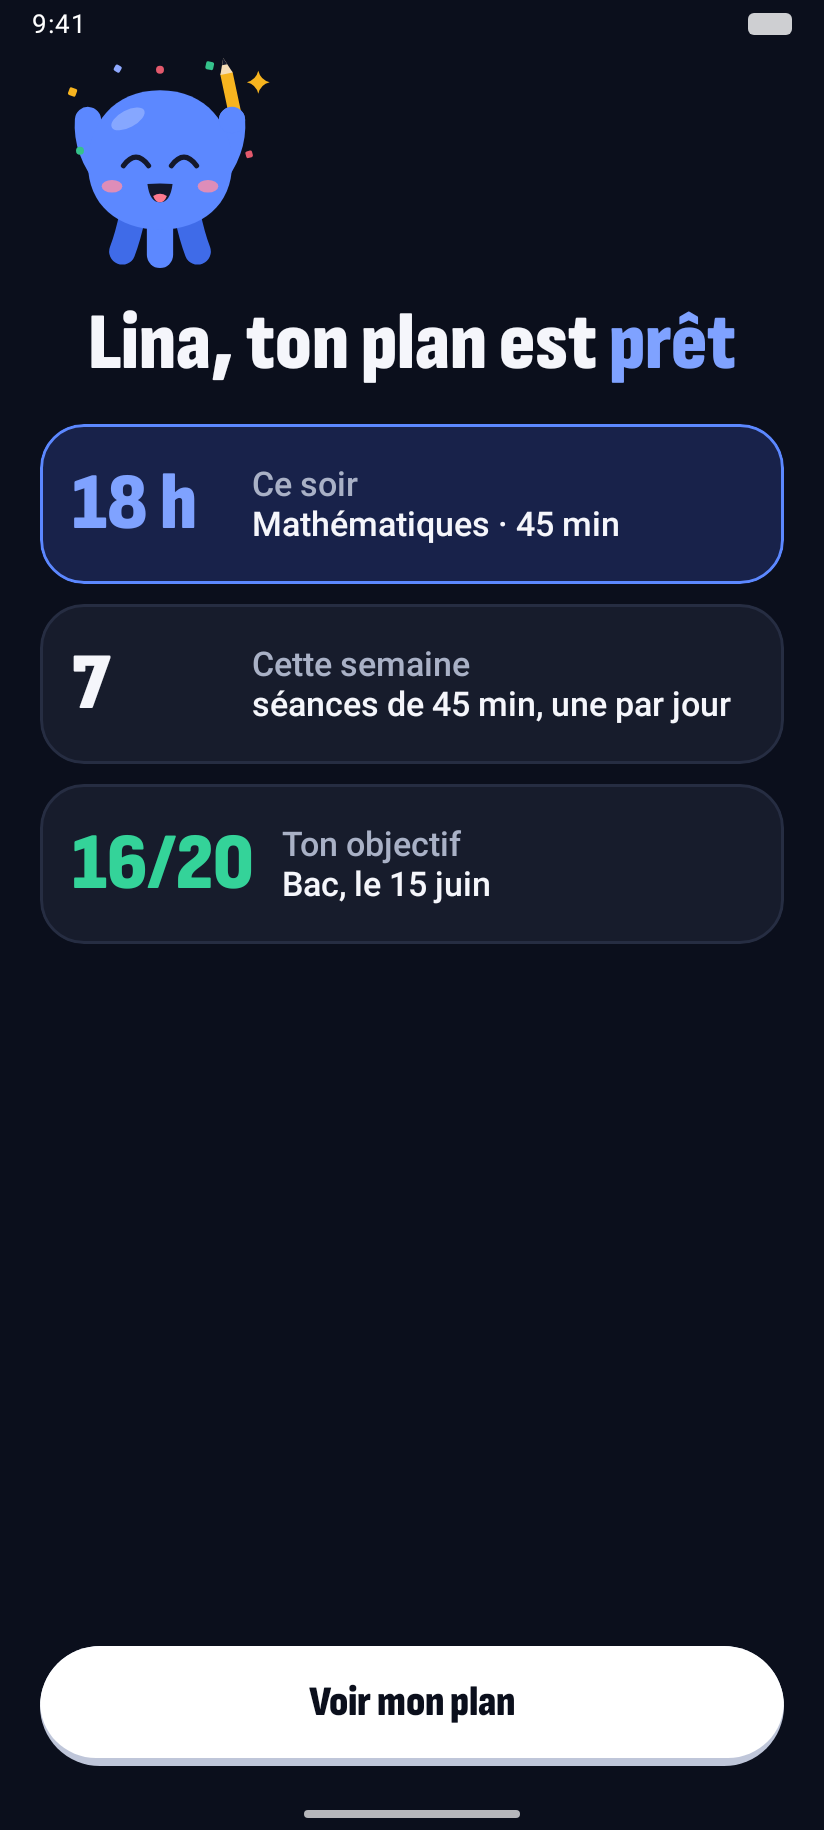 9:41
Lina, ton plan est prêt
18 h
Ce soir
Mathématiques · 45 min
7
Cette semaine
séances de 45 min, une par jour
16/20
Ton objectif
Bac, le 15 juin
Voir mon plan